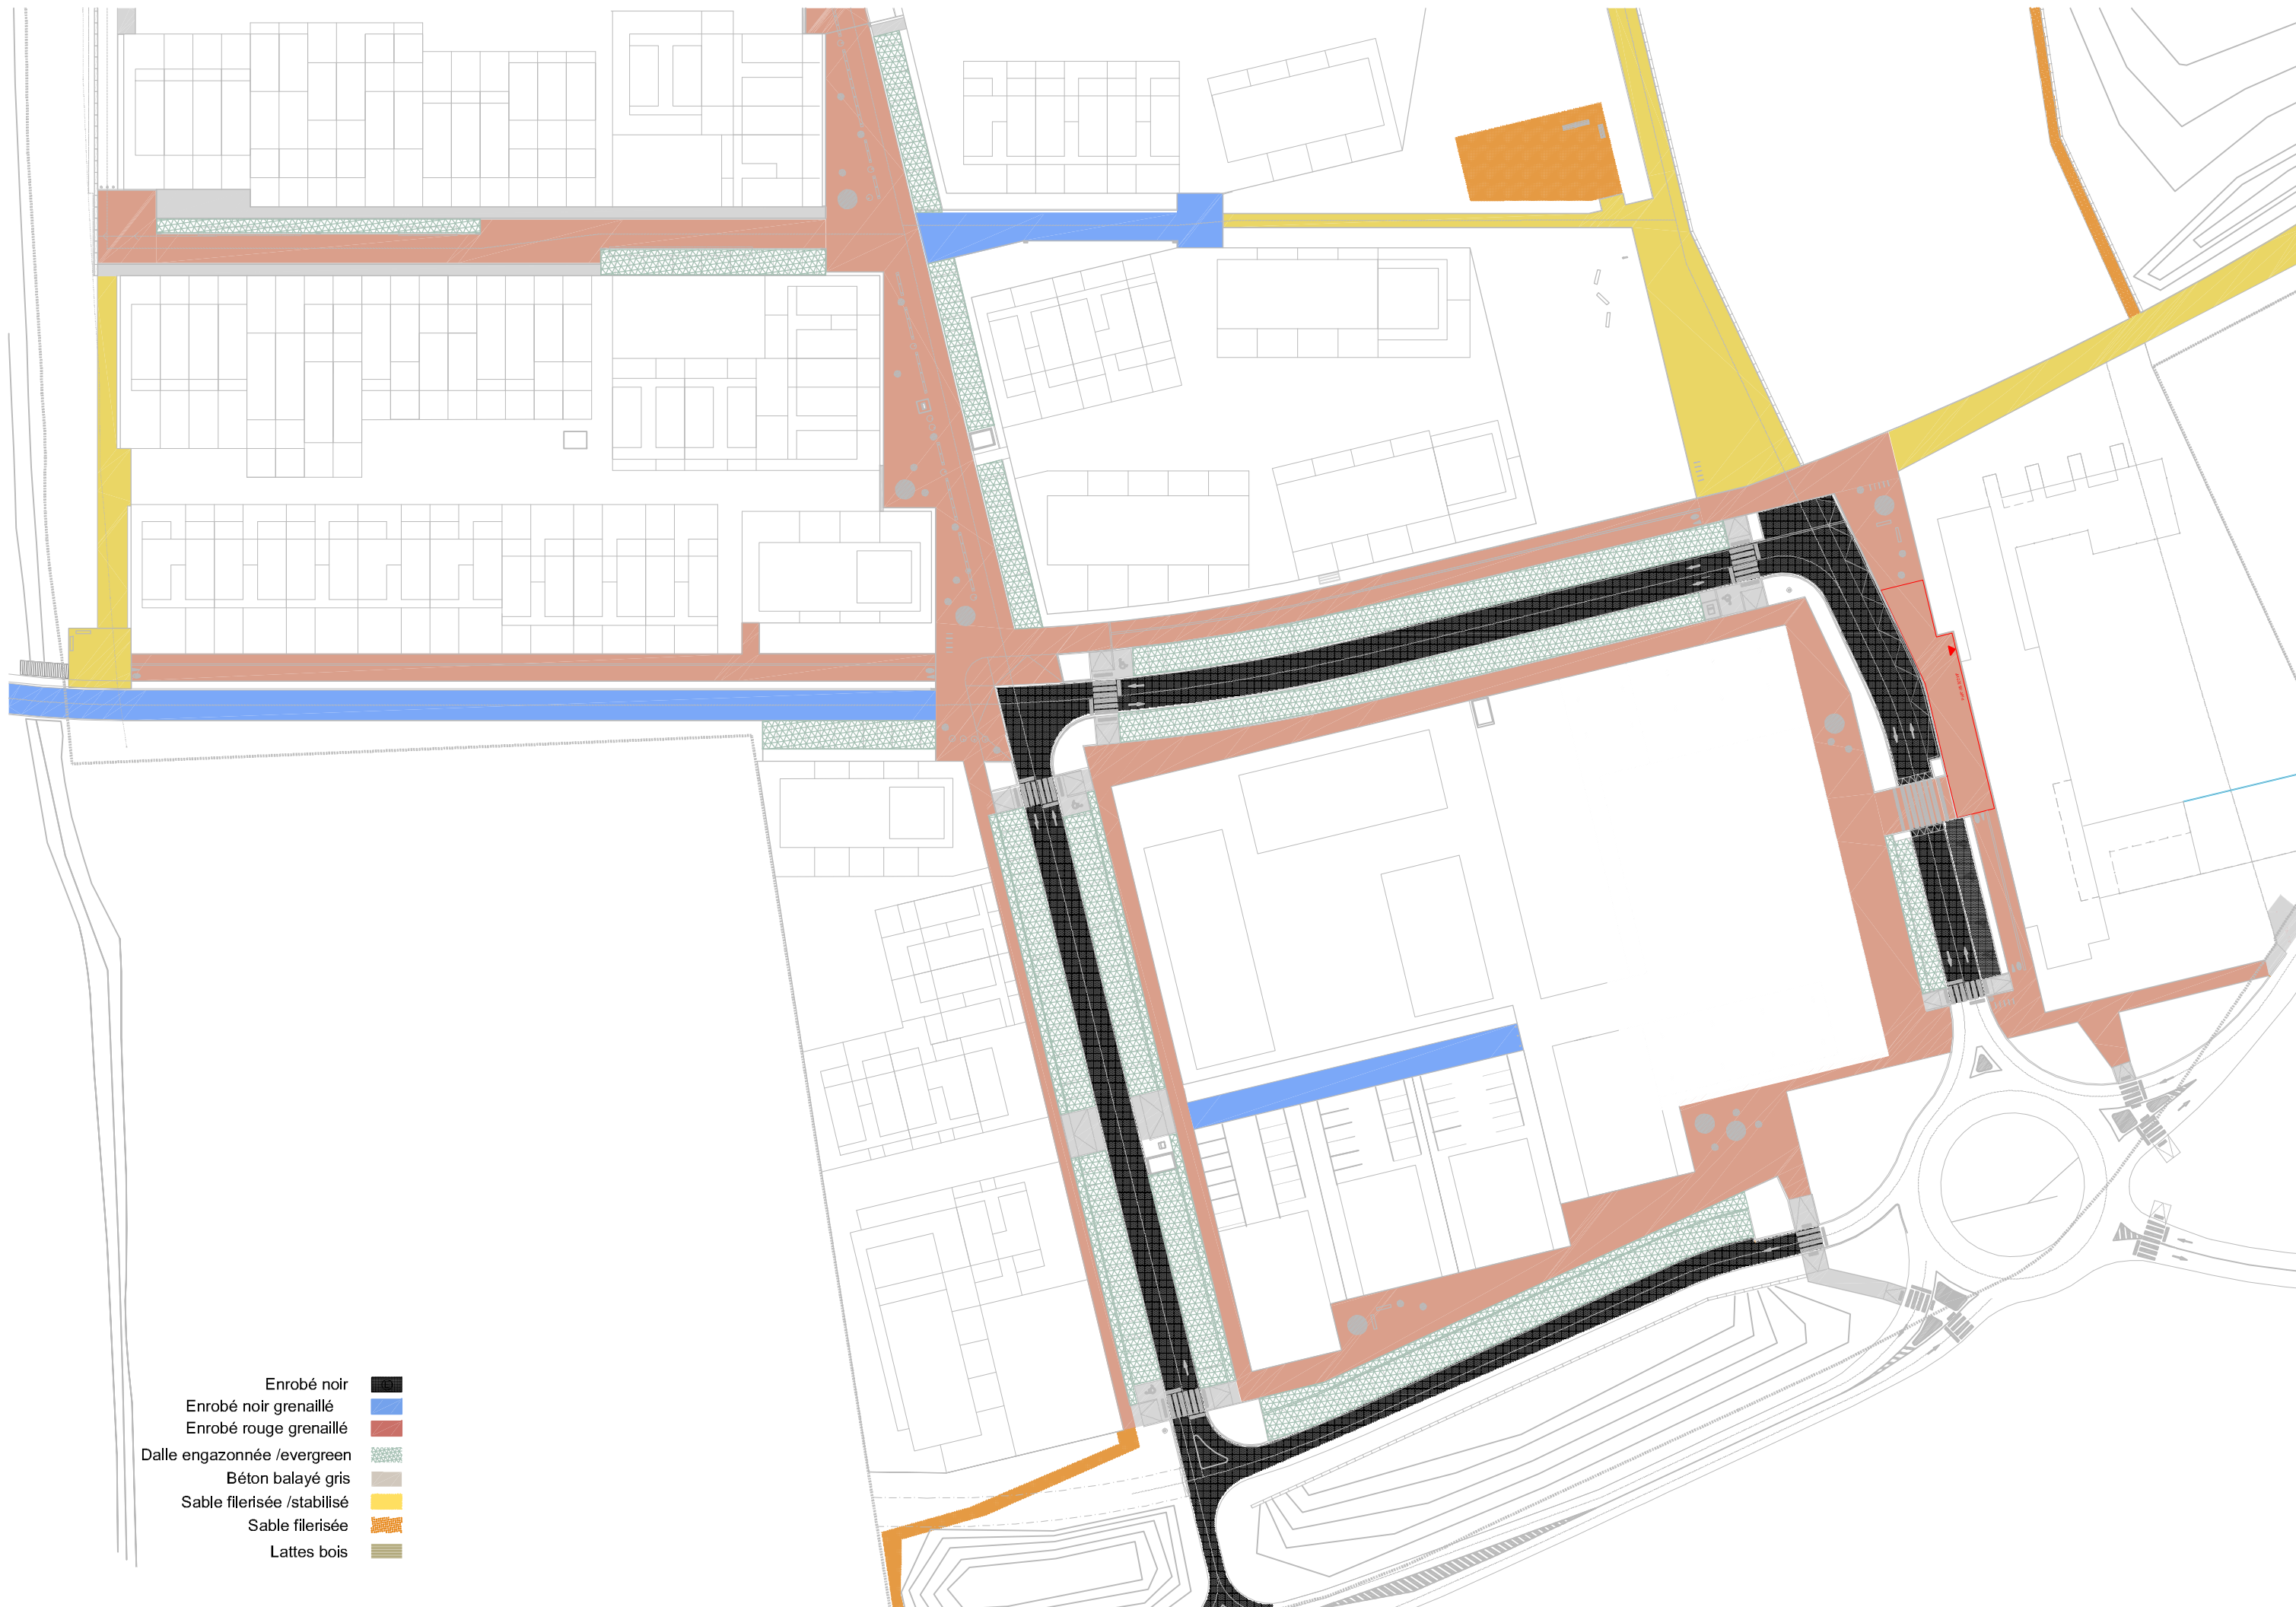 Enrobé noir
Enrobé noir grenaillé
Enrobé rouge grenaillé
Dalle engazonnée /evergreen
Béton balayé gris
Sable filerisée /stabilisé
Sable filerisée
Lattes bois